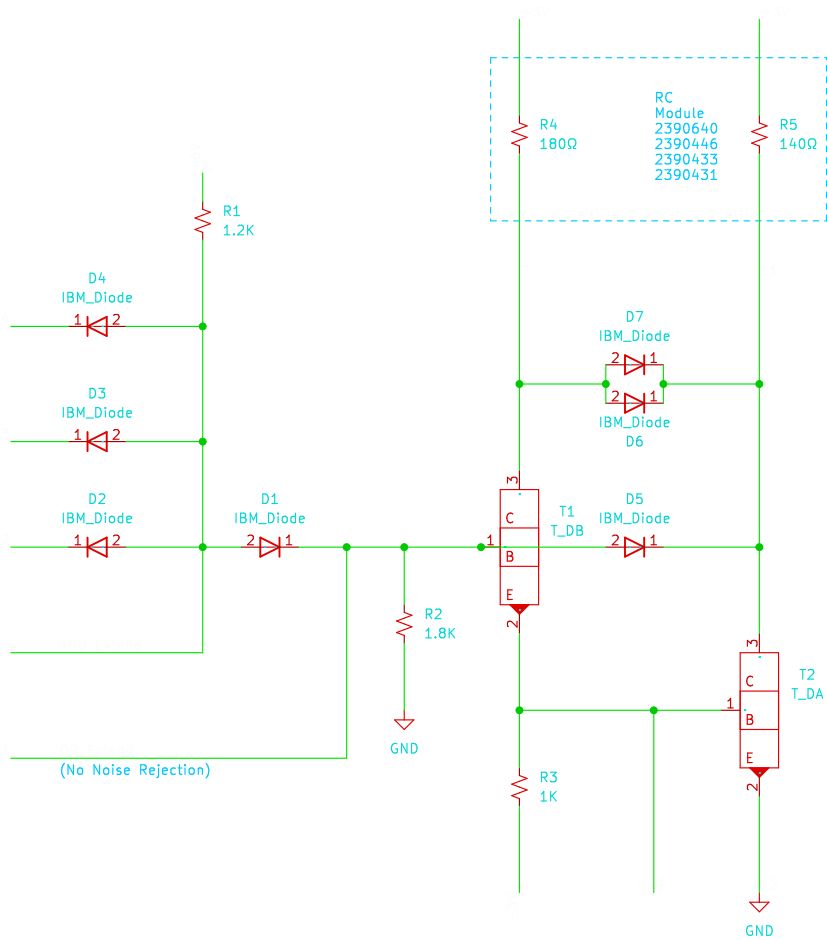 RC
Module
2390640
2390446
2390433
2390431
R4
180Ω
R5
140Ω
R1
1.2K
D4
IBM_Diode
1 2
D7
IBM_Diode
2 1
2 1
IBM_Diode
D6
D3
IBM_Diode
1 2
D2
IBM_Diode
1 2
D1
IBM_Diode
2 1
3
C
1
B
E
2
T1
T_DB
D5
IBM_Diode
2 1
R2
1.8K
GND
3
C
1
B
E
2
T2
T_DA
(No Noise Rejection)
R3
1K
GND